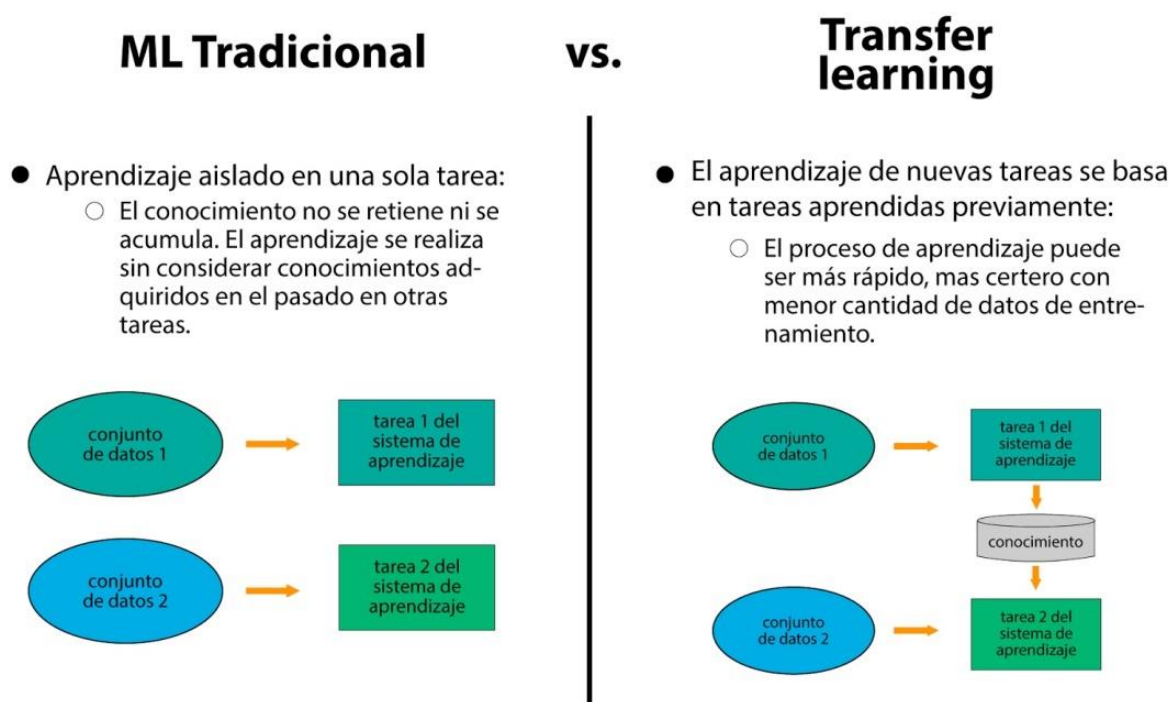 ML Tradicional
vs.
Transfer
learning
● Aprendizaje aislado en una sola tarea:
○ El conocimiento no se retiene ni se
acumula. El aprendizaje se realiza
sin considerar conocimientos ad-
quiridos en el pasado en otras
tareas.
conjunto
de datos 1
tarea 1 del
sistema de
aprendizaje
conjunto
de datos 2
tarea 2 del
sistema de
aprendizaje
● El aprendizaje de nuevas tareas se basa
en tareas aprendidas previamente:
○ El proceso de aprendizaje puede
ser más rápido, mas certero con
menor cantidad de datos de entre-
namiento.
conjunto
de datos 1
tarea 1 del
sistema de
aprendizaje
conocimiento
conjunto
de datos 2
tarea 2 del
sistema de
aprendizaje